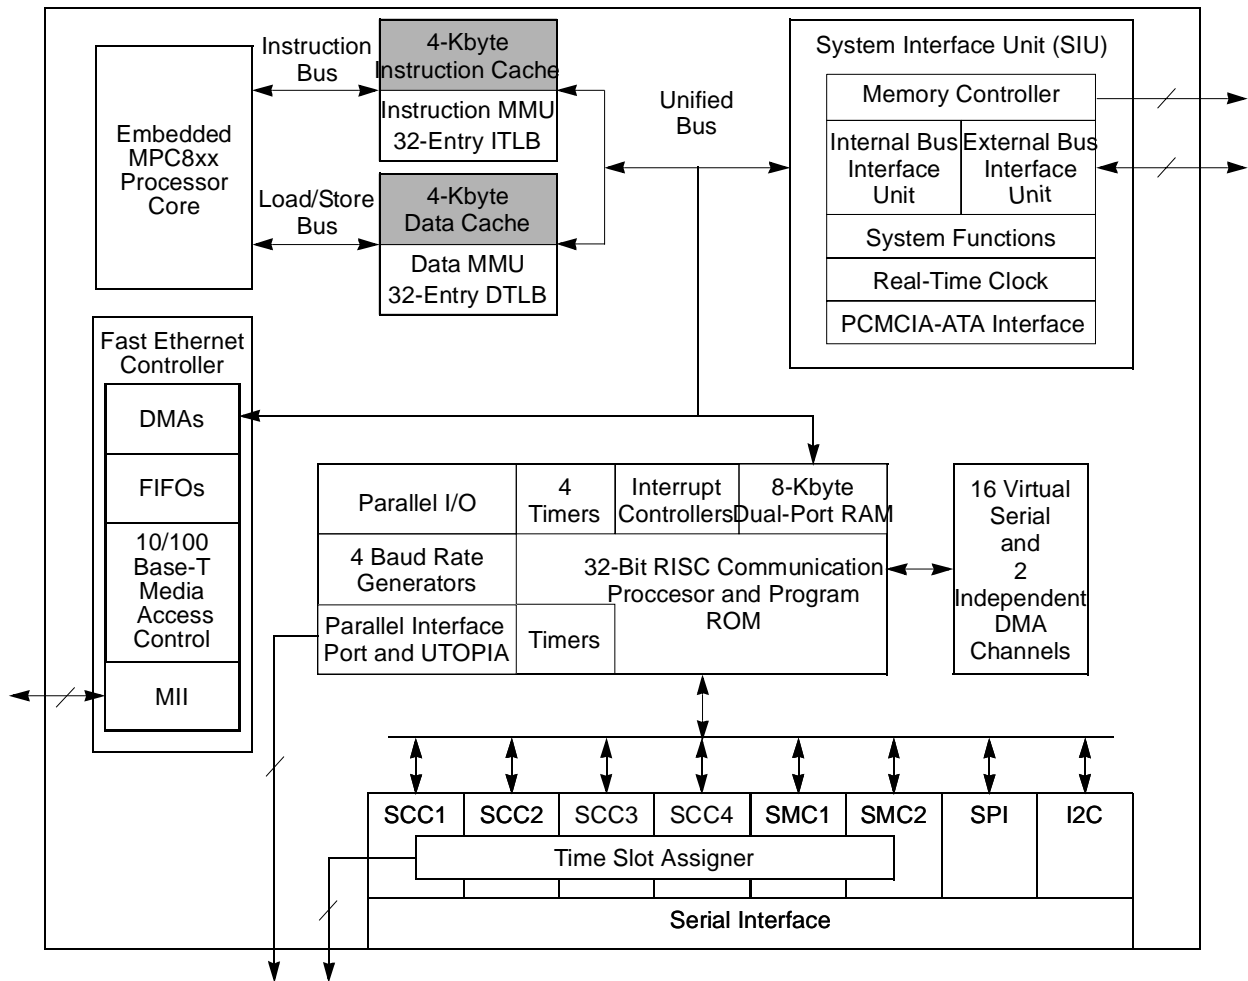 Instruction
Bus
4-Kbyte
Instruction Cache
Instruction MMU
32-Entry ITLB
Embedded
MPC8xx
Processor
Core
Load/Store
Bus
4-Kbyte
Data Cache
Data MMU
32-Entry DTLB
Unified
Bus
System Interface Unit (SIU)
Memory Controller
Internal Bus
Interface
Unit
External Bus
Interface
Unit
System Functions
Real-Time Clock
PCMCIA-ATA Interface
Fast Ethernet
Controller
DMAs
FIFOs
10/100
Base-T
Media
Access
Control
MII
Parallel I/O
4
Timers
Interrupt
Controllers
8-Kbyte
Dual-Port RAM
4 Baud Rate
Generators
32-Bit RISC Communication
Proccesor and Program
ROM
Parallel Interface
Port and UTOPIA
Timers
16 Virtual
Serial
and
2
Independent
DMA
Channels
SCC1
SCC2
SCC3
SCC4
SMC1
SMC2
SPI
I2C
Time Slot Assigner
Serial Interface